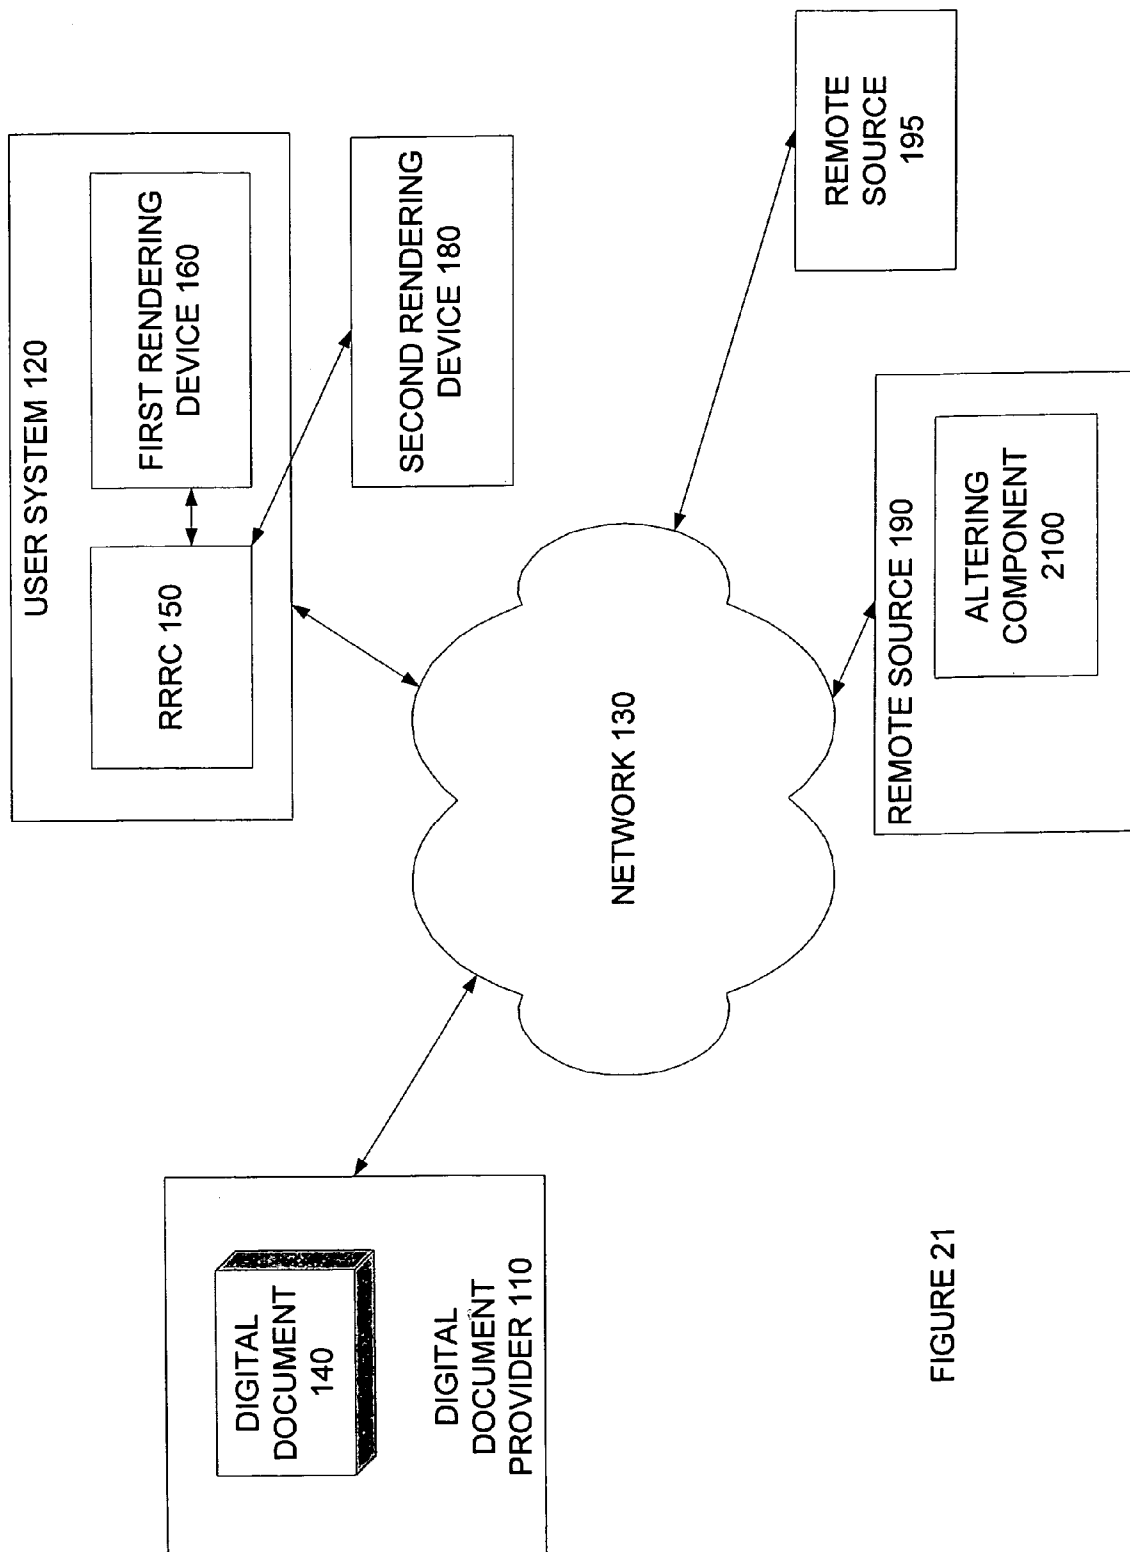 USER SYSTEM 120
RRRC 150
FIRST RENDERING
DEVICE 160
SECOND RENDERING
DEVICE 180
DIGITAL
DOCUMENT
140
DIGITAL
DOCUMENT
PROVIDER 110
NETWORK 130
REMOTE
SOURCE
195
REMOTE SOURCE 190
ALTERING
COMPONENT
2100
FIGURE 21